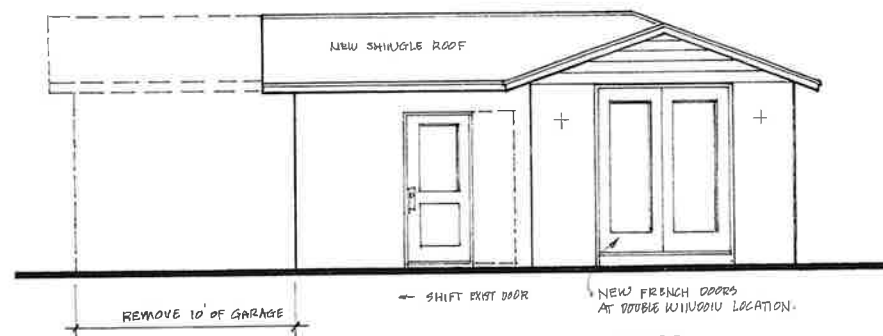 NEW SHINGLE ROOF
← SHIFT EXIST DOOR
NEW FRENCH DOORS
AT DOUBLE WINDOW LOCATION.
REMOVE 10' OF GARAGE